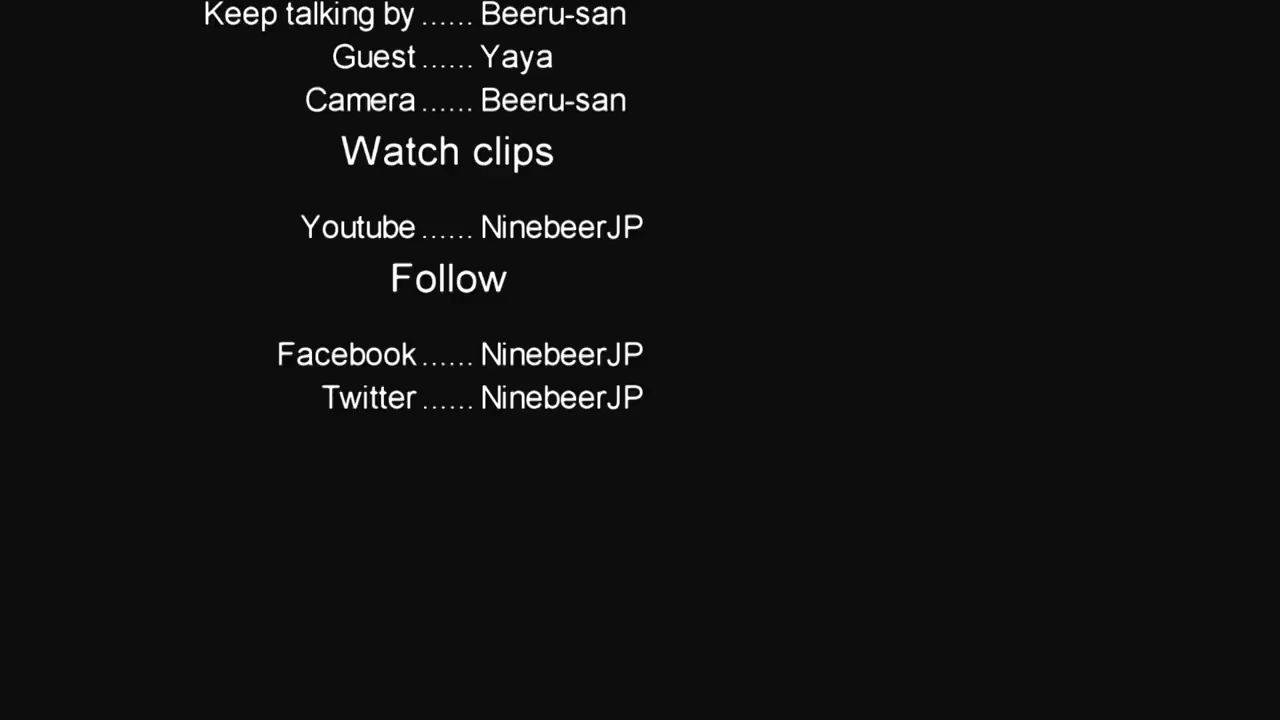 Keep talking by ...... Beeru-san
Guest ...... Yaya
Camera ...... Beeru-san
Watch clips
Youtube ...... NinebeerJP
Follow
Facebook ...... NinebeerJP
Twitter ...... NinebeerJP